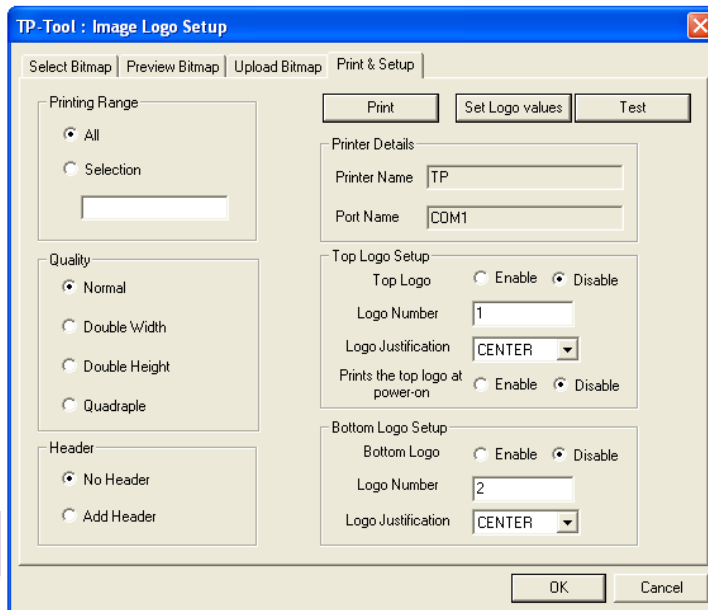 TP-Tool : Image Logo Setup
Select Bitmap Preview Bitmap Upload Bitmap Print & Setup
Printing Range
All
Selection
Quality
Normal
Double Width
Double Height
Quadraple
Header
No Header
Add Header
Print Set Logo values Test
Printer Details
Printer Name TP
Port Name COM1
Top Logo Setup
Top Logo Enable Disable
Logo Number 1
Logo Justification CENTER
Prints the top logo at
power-on Enable Disable
Bottom Logo Setup
Bottom Logo Enable Disable
Logo Number 2
Logo Justification CENTER
OK Cancel